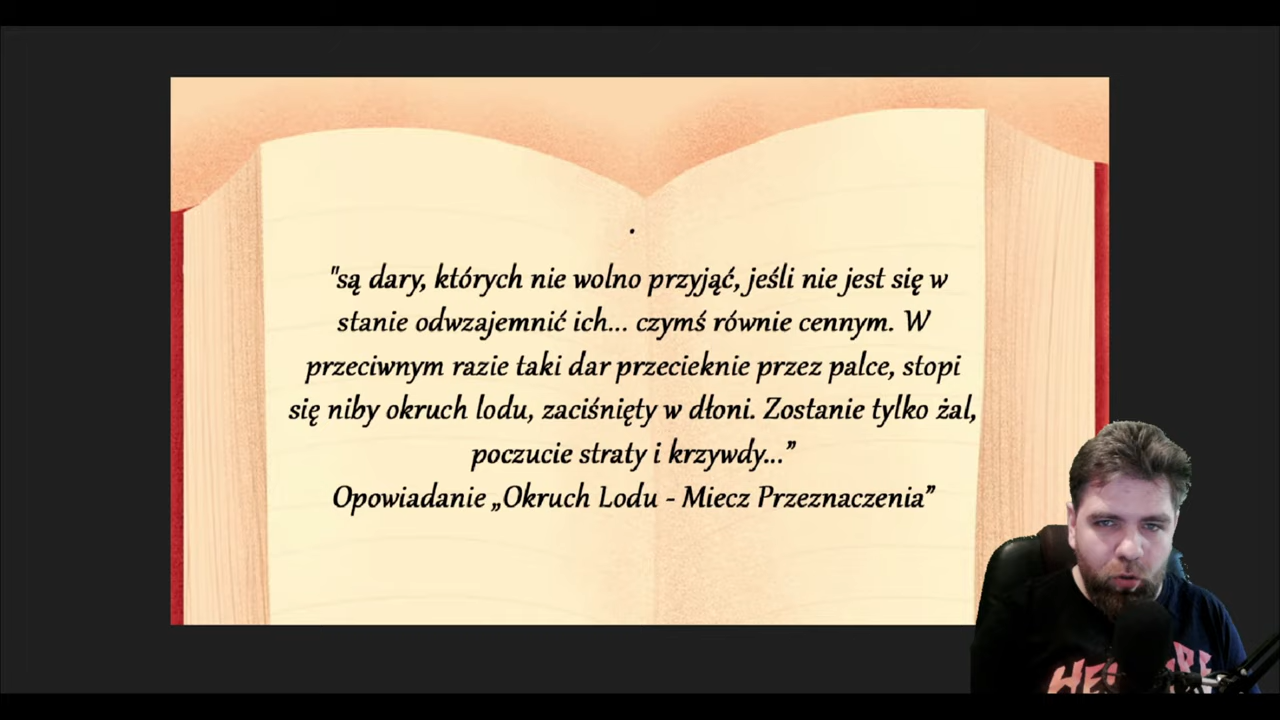 .
"są dary, których nie wolno przyjąć, jeśli nie jest się w
stanie odwzajemnić ich... czymś równie cennym. W
przeciwnym razie taki dar przecieknie przez palce, stopi
się niby okruch lodu, zaciśnięty w dłoni. Zostanie tylko żal,
poczucie straty i krzywdy...”
Opowiadanie „Okruch Lodu - Miecz Przeznaczenia”